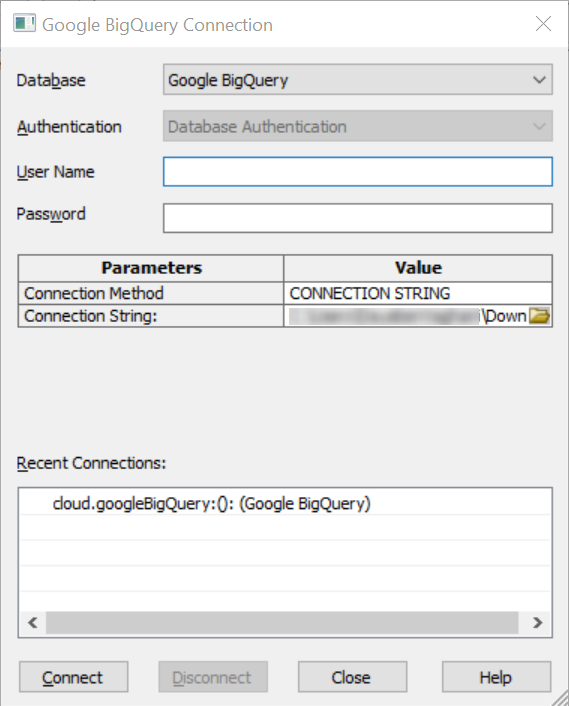 Google BigQuery Connection
Database Google BigQuery
Authentication Database Authentication
User Name
Password
Parameters Value
Connection Method CONNECTION STRING
Connection String: \Down
Recent Connections:
cloud.googleBigQuery:(): (Google BigQuery)
Connect Disconnect Close Help